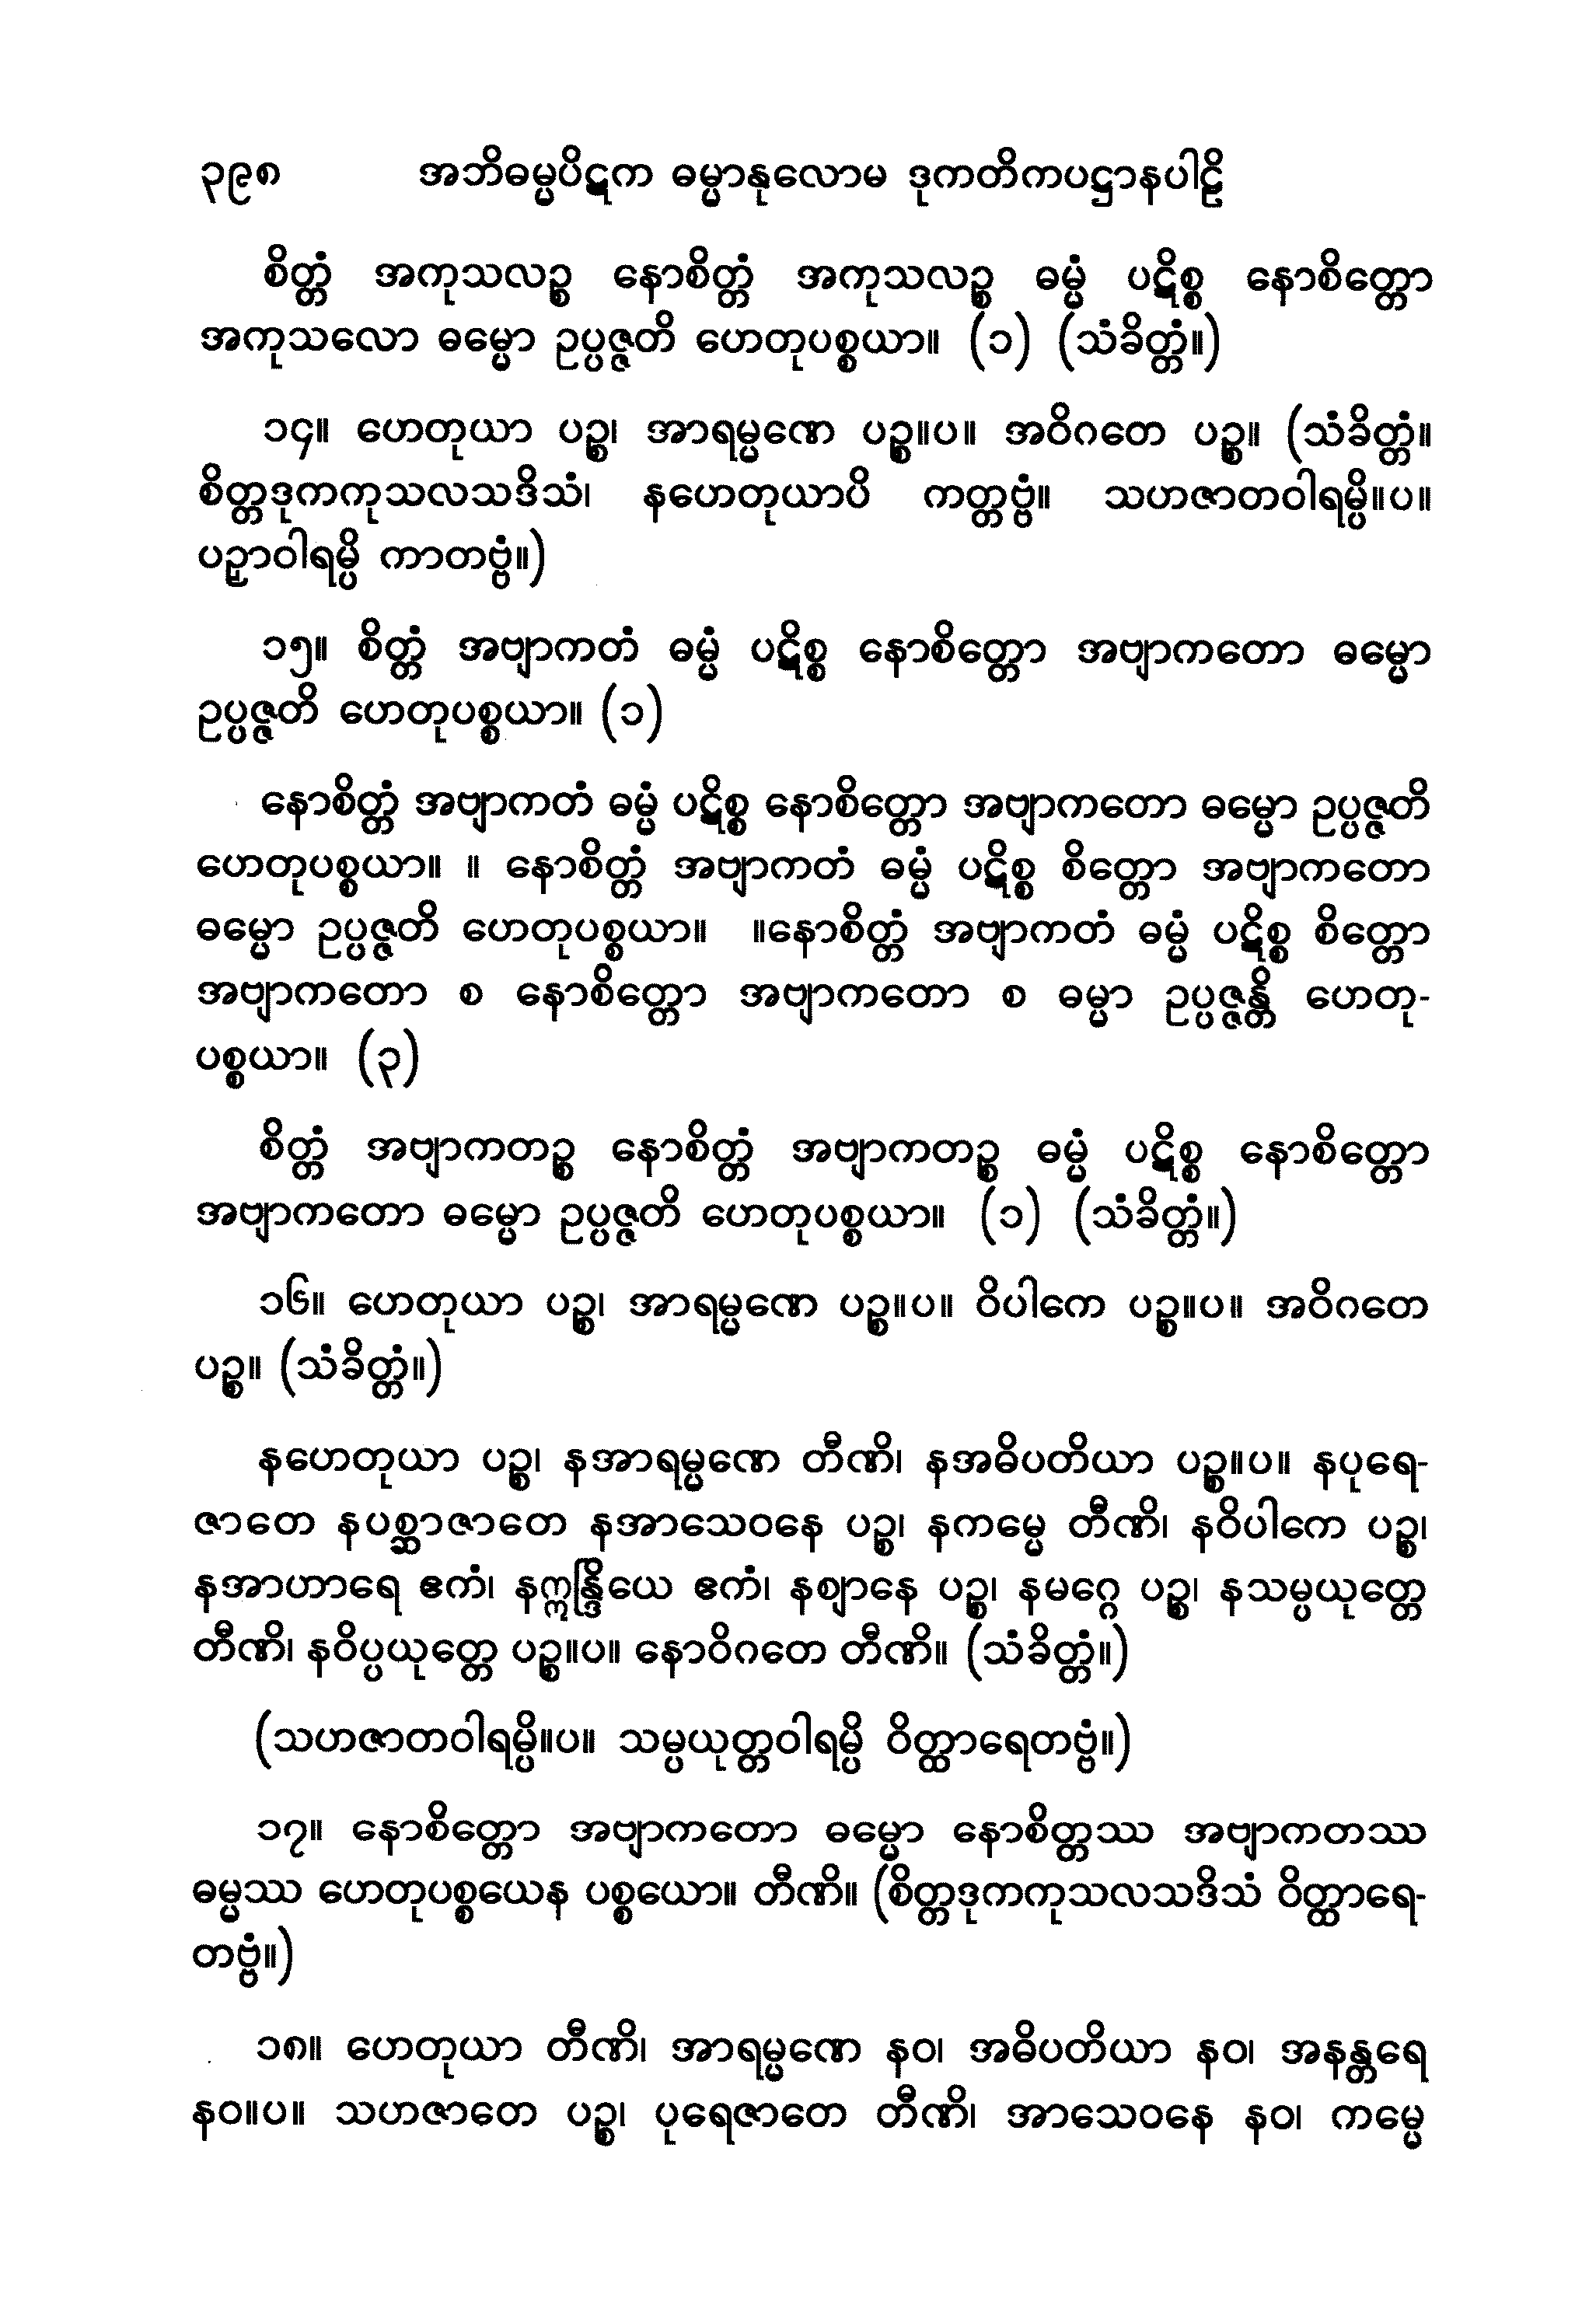 ၃၉၈ အဘိဓမ္မပိဋက ဓမ္မာနုလောမ ဒုကတိကပဋ္ဌာနပါဠိ
စိတ္တံ အကုသလဉ္စ နောစိတ္တံ အကုသလဉ္စ ဓမ္မံ ပဋိစ္စ နောစိတ္တော
အကုသလော ဓမ္မော ဥပ္ပဇ္ဇတိ ဟေတုပစ္စယာ။ (၁) (သံခိတ္တံ။)
၁၄။ ဟေတုယာ ပဉ္စ၊ အာရမ္မဏေ ပဉ္စ။ပ။ အဝိဂတေ ပဉ္စ။ (သံခိတ္တံ။
စိတ္တဒုကကုသလသဒိသံ၊ နဟေတုယာပိ ကတ္တဗ္ဗံ။ သဟဇာတဝါရမ္ပိ။ပ။
ပဉှာဝါရမ္ပိ ကာတဗ္ဗံ။)
၁၅။ စိတ္တံ အဗျာကတံ ဓမ္မံ ပဋိစ္စ နောစိတ္တော အဗျာကတော ဓမ္မော
ဥပ္ပဇ္ဇတိ ဟေတုပစ္စယာ။ (၁)
နောစိတ္တံ အဗျာကတံ ဓမ္မံ ပဋိစ္စ နောစိတ္တော အဗျာကတော ဓမ္မော ဥပ္ပဇ္ဇတိ
ဟေတုပစ္စယာ။ ။ နောစိတ္တံ အဗျာကတံ ဓမ္မံ ပဋိစ္စ စိတ္တော အဗျာကတော
ဓမ္မော ဥပ္ပဇ္ဇတိ ဟေတုပစ္စယာ။ ။နောစိတ္တံ အဗျာကတံ ဓမ္မံ ပဋိစ္စ စိတ္တော
အဗျာကတော စ နောစိတ္တော အဗျာကတော စ ဓမ္မာ ဥပ္ပဇ္ဇန္တိ ဟေတု-
ပစ္စယာ။ (၃)
စိတ္တံ အဗျာကတဉ္စ နောစိတ္တံ အဗျာကတဉ္စ ဓမ္မံ ပဋိစ္စ နောစိတ္တော
အဗျာကတော ဓမ္မော ဥပ္ပဇ္ဇတိ ဟေတုပစ္စယာ။ (၁) (သံခိတ္တံ။)
၁၆။ ဟေတုယာ ပဉ္စ၊ အာရမ္မဏေ ပဉ္စ။ပ။ ဝိပါကေ ပဉ္စ။ပ။ အဝိဂတေ
ပဉ္စ။ (သံခိတ္တံ။)
နဟေတုယာ ပဉ္စ၊ နအာရမ္မဏေ တီဏိ၊ နအဓိပတိယာ ပဉ္စ။ပ။ နပုရေ-
ဇာတေ နပစ္ဆာဇာတေ နအာသေဝနေ ပဉ္စ၊ နကမ္မေ တီဏိ၊ နဝိပါကေ ပဉ္စ၊
နအာဟာရေ ဧကံ၊ နဣန္ဒြိယေ ဧကံ၊ နဈာနေ ပဉ္စ၊ နမဂ္ဂေ ပဉ္စ၊ နသမ္ပယုတ္တေ
တီဏိ၊ နဝိပ္ပယုတ္တေ ပဉ္စ။ပ။ နောဝိဂတေ တီဏိ။ (သံခိတ္တံ။)
(သဟဇာတဝါရမ္ပိ။ပ။ သမ္ပယုတ္တဝါရမ္ပိ ဝိတ္ထာရေတဗ္ဗံ။)
၁၇။ နောစိတ္တော အဗျာကတော ဓမ္မော နောစိတ္တဿ အဗျာကတဿ
ဓမ္မဿ ဟေတုပစ္စယေန ပစ္စယော။ တီဏိ။ (စိတ္တဒုကကုသလသဒိသံ ဝိတ္ထာရေ-
တဗ္ဗံ။)
၁၈။ ဟေတုယာ တီဏိ၊ အာရမ္မဏေ နဝ၊ အဓိပတိယာ နဝ၊ အနန္တရေ
နဝ။ပ။ သဟဇာတေ ပဉ္စ၊ ပုရေဇာတေ တီဏိ၊ အာသေဝနေ နဝ၊ ကမ္မေ